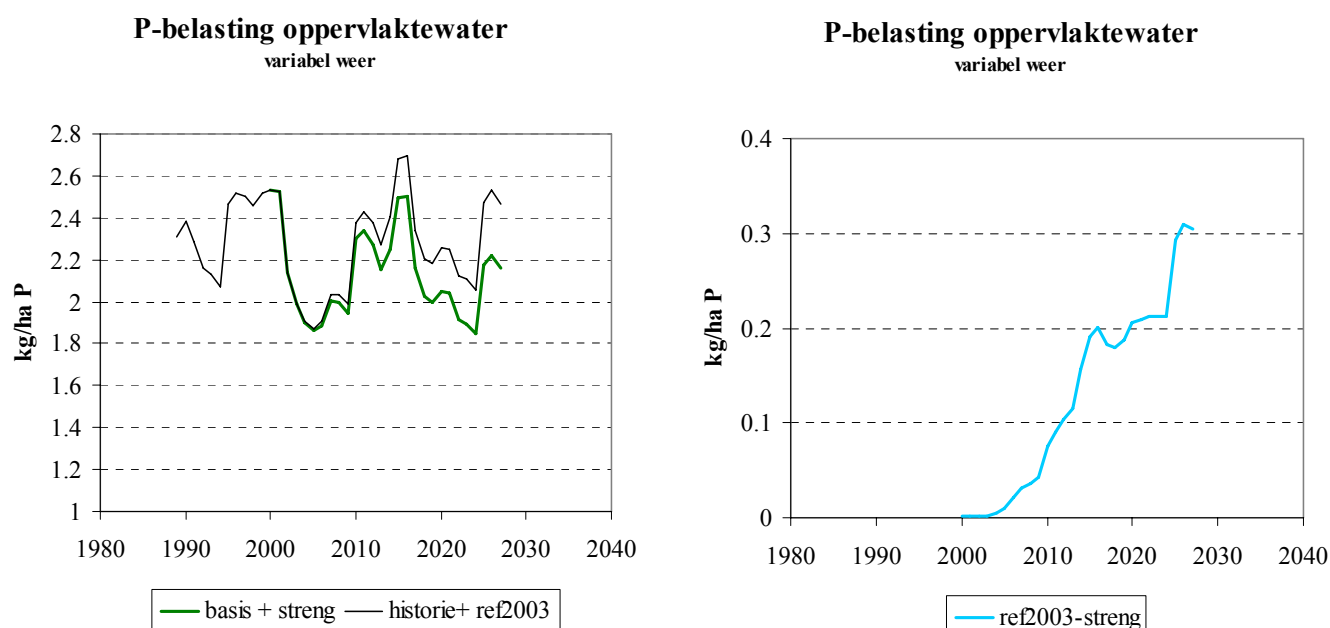 P-belasting oppervlaktewater
variabel weer
kg/ha P
2.8
2.6
2.4
2.2
2
1.8
1.6
1.4
1.2
1
1980 1990 2000 2010 2020 2030 2040
basis + streng historie+ ref2003
P-belasting oppervlaktewater
variabel weer
kg/ha P
0.4
0.3
0.2
0.1
0
1980 1990 2000 2010 2020 2030 2040
ref2003-streng